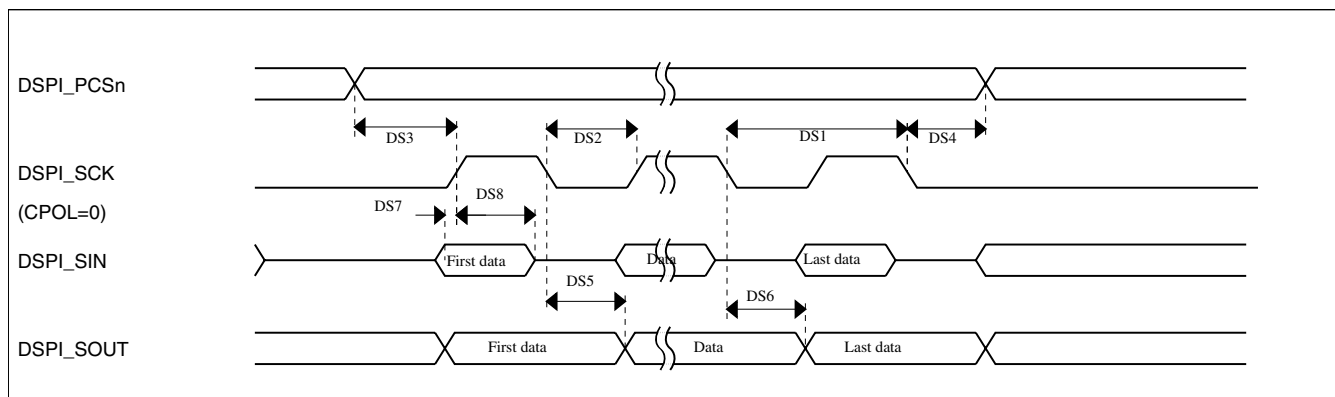 DSPI_PCSn
DS3
DS2
DS1
DS4
DSPI_SCK
(CPOL=0)
DS7
DS8
DSPI_SIN
First data
Data
Last data
DS5
DS6
DSPI_SOUT
First data
Data
Last data